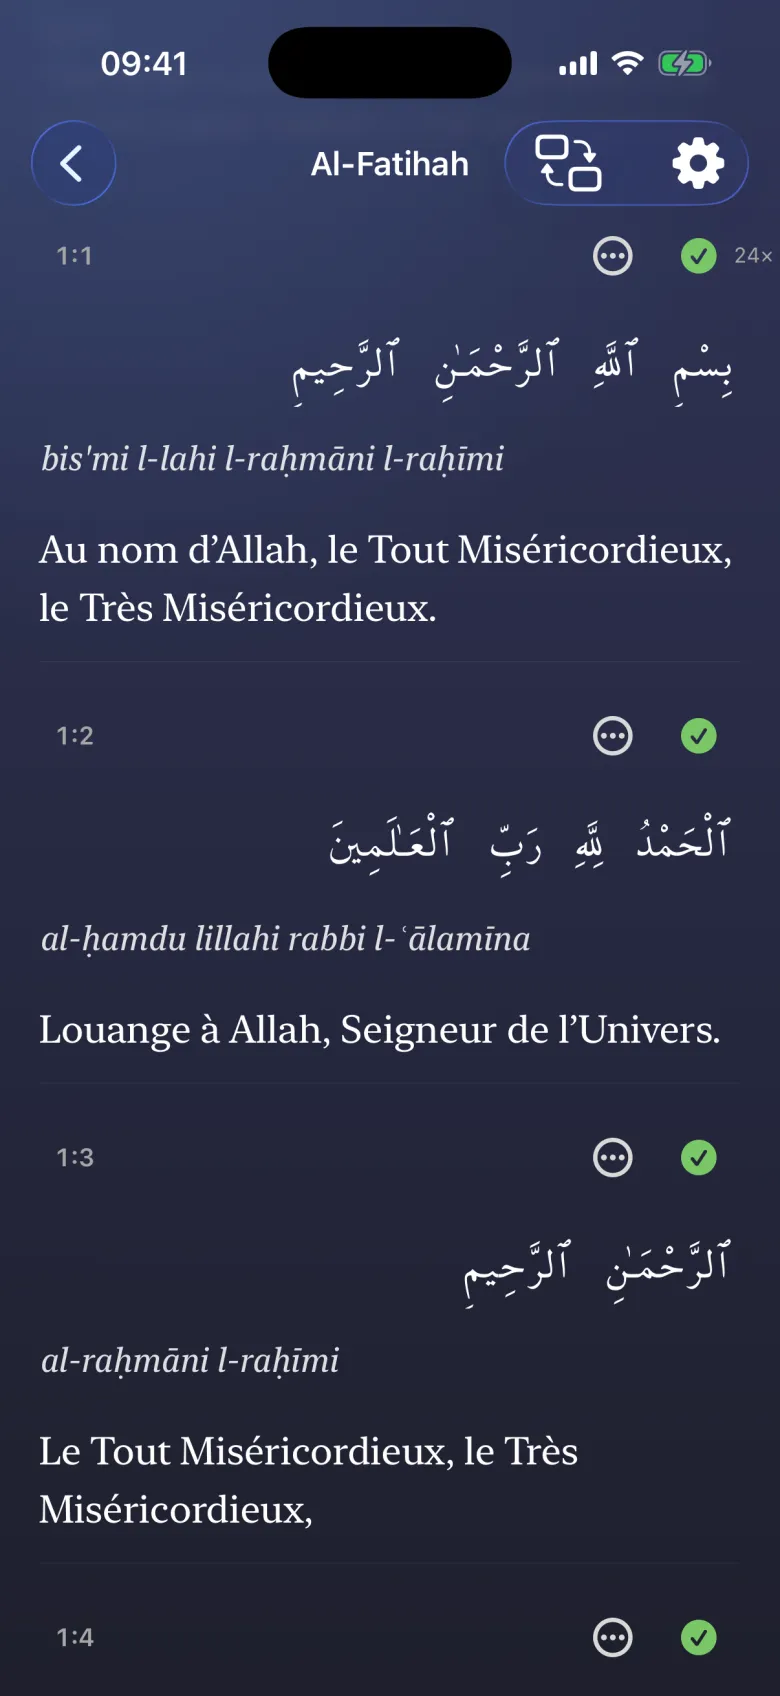 09:41
Al-Fatihah
1:1
24×
بِسْمِ ٱللَّهِ ٱلرَّحْمَـٰنِ ٱلرَّحِيمِ
bis'mi l-lahi l-raḥmāni l-raḥīmi
Au nom d’Allah, le Tout Miséricordieux,
le Très Miséricordieux.
1:2
ٱلْحَمْدُ لِلَّهِ رَبِّ ٱلْعَـٰلَمِينَ
al-ḥamdu lillahi rabbi l-ʿālamīna
Louange à Allah, Seigneur de l’Univers.
1:3
ٱلرَّحْمَـٰنِ ٱلرَّحِيمِ
al-raḥmāni l-raḥīmi
Le Tout Miséricordieux, le Très
Miséricordieux,
1:4